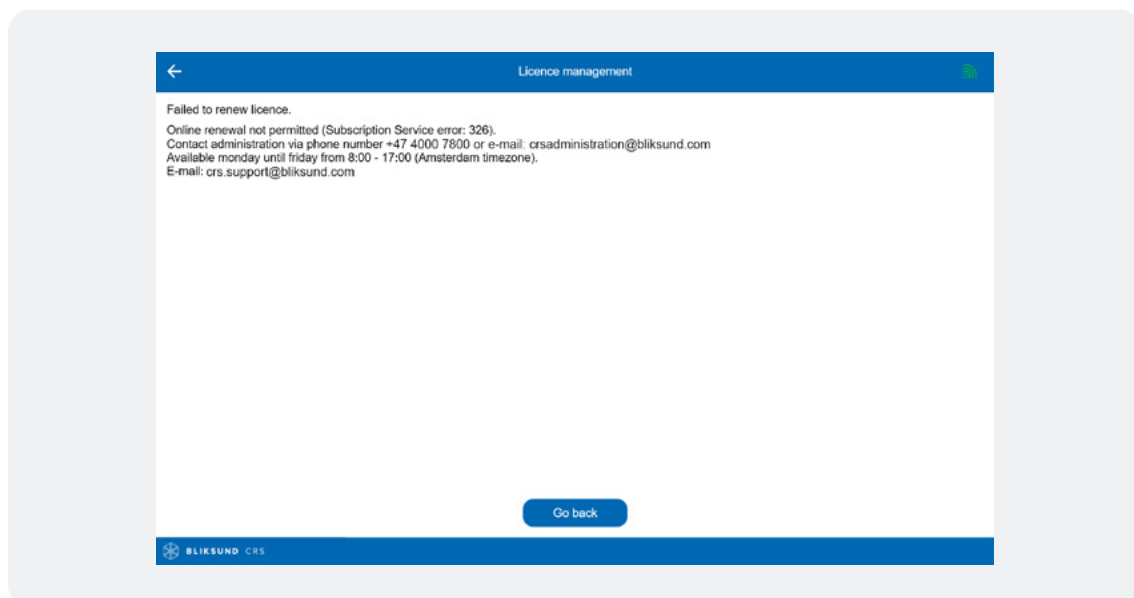 Licence management
Failed to renew licence.
Online renewal not permitted (Subscription Service error: 326).
Contact administration via phone number +47 4000 7800 or e-mail: crsadministration@bliksund.com
Available monday until friday from 8:00 - 17:00 (Amsterdam timezone).
E-mail: crs.support@bliksund.com
Go back
BLIKSUND CRS